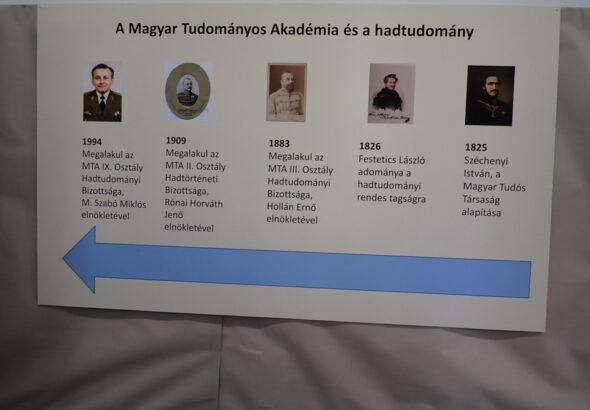 A Magyar Tudományos Akadémia és a hadtudomány
1994
Megalakul az
MTA IX. Osztály
Hadtudományi
Bizottsága,
M. Szabó Miklós
elnökletével
1909
Megalakul az
MTA II. Osztály
Hadtörténeti
Bizottsága,
Rónai Horváth
Jenő
elnökletével
1883
Megalakul az
MTA III. Osztály
Hadtudományi
Bizottsága,
Hollán Ernő
elnökletével
1826
Festetics László
adománya a
hadtudományi
rendes tagságra
1825
Széchenyi
István, a
Magyar Tudós
Társaság
alapítása